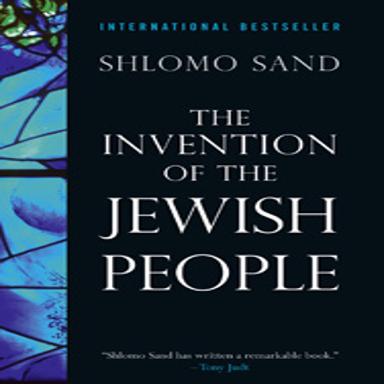 INTERNATIONAL BESTSELLER
SHLOMO SAND
THE
INVENTION
OF THE
JEWISH
PEOPLE
"Shlomo Sand has written a remarkable book."
– Tony Judt